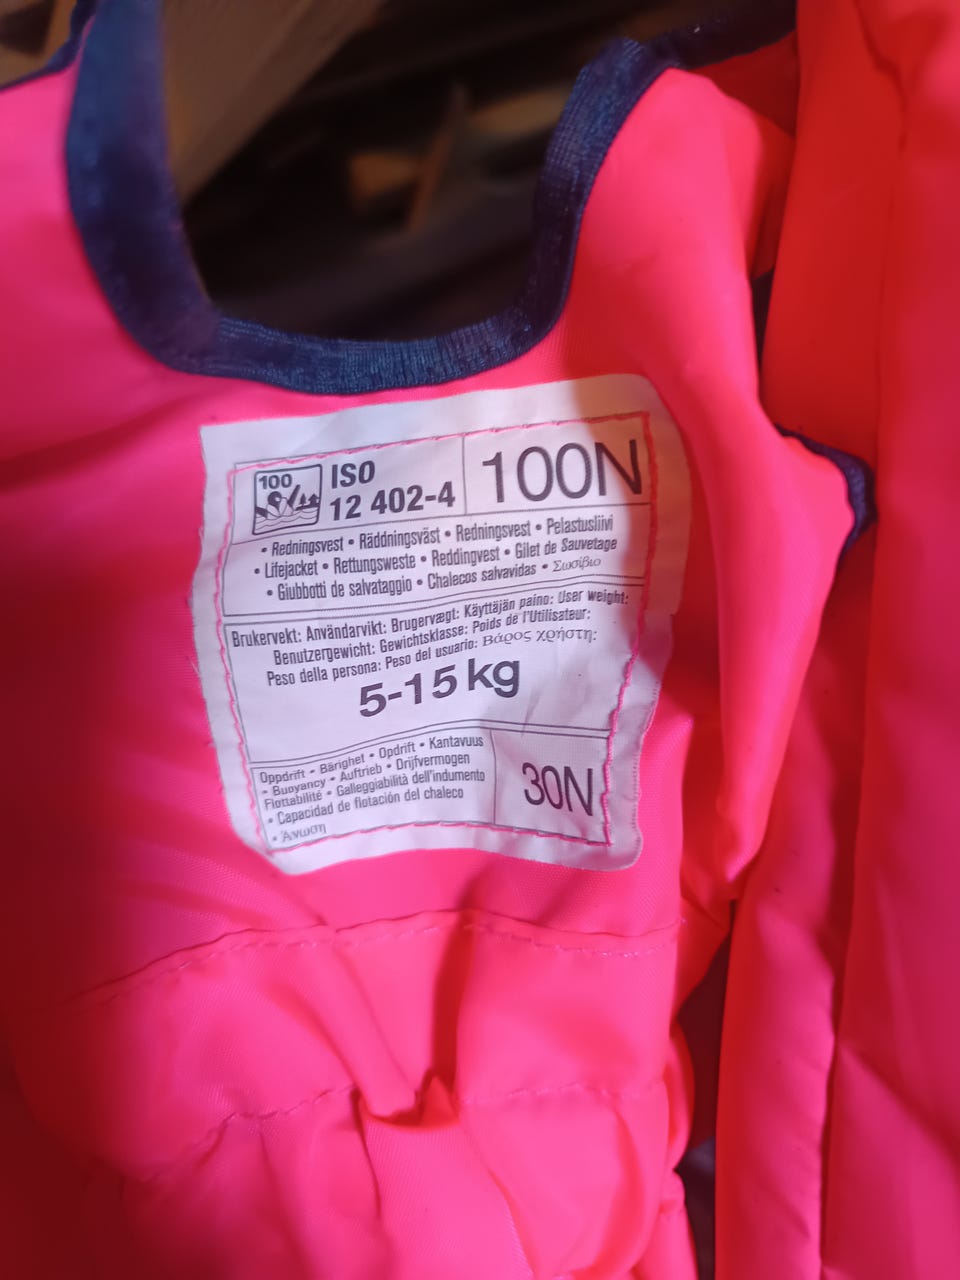 100
ISO
12 402-4
100N
• Redningsvest • Räddningsväst • Redningsvest • Pelastusliivi
• Lifejacket • Rettungsweste • Reddingvest • Gilet de Sauvetage
• Giubbotti de salvataggio • Chalecos salvavidas • Σωσίβιο
Brukervekt: Användarvikt: Brugervægt: Käyttäjän paino: User weight:
Benutzergewicht: Gewichtsklasse: Poids de l'Utilisateur:
Peso della persona: Peso del usuario: Βάρος χρήστη:
5-15 kg
Oppdrift • Bärighet • Opdrift • Kantavuus
• Buoyancy • Auftrieb • Drijfvermogen
Flottabilité • Galleggiabilità dell'indumento
• Capacidad de flotación del chaleco
• Άνωση
30N